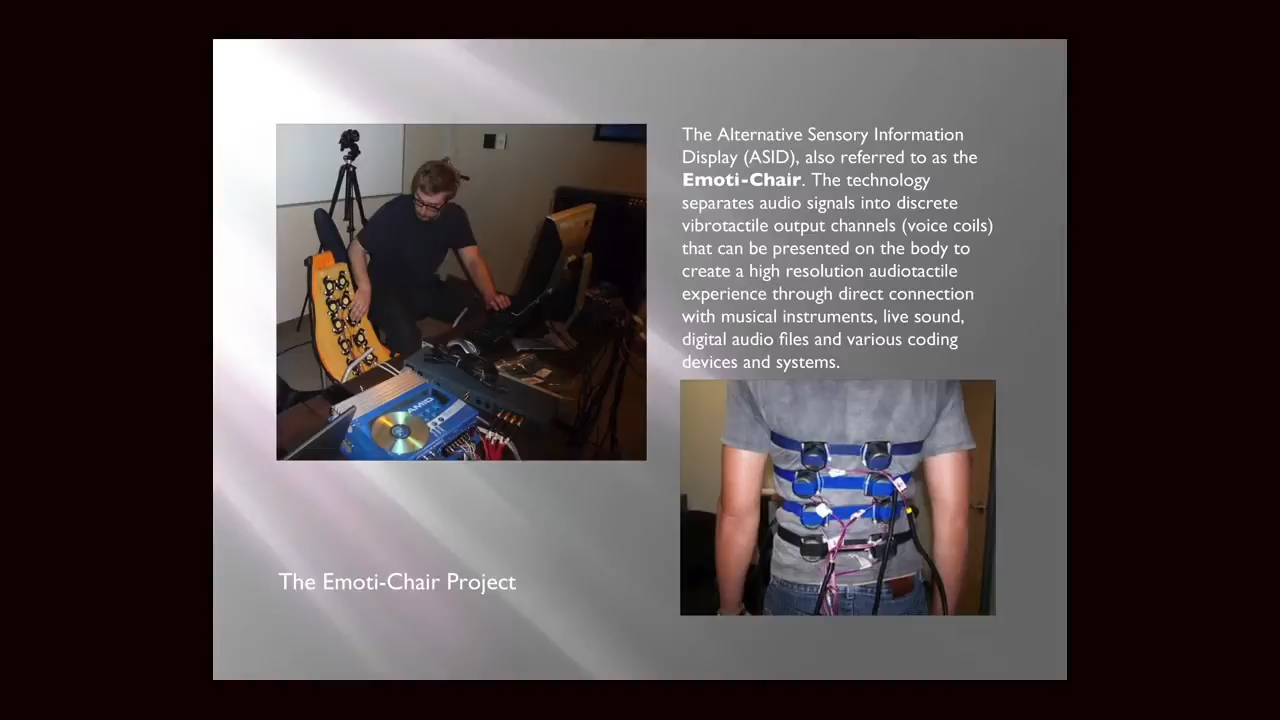 The Alternative Sensory Information
Display (ASID), also referred to as the
Emoti-Chair. The technology
separates audio signals into discrete
vibrotactile output channels (voice coils)
that can be presented on the body to
create a high resolution audiotactile
experience through direct connection
with musical instruments, live sound,
digital audio files and various coding
devices and systems.
AMID
The Emoti-Chair Project